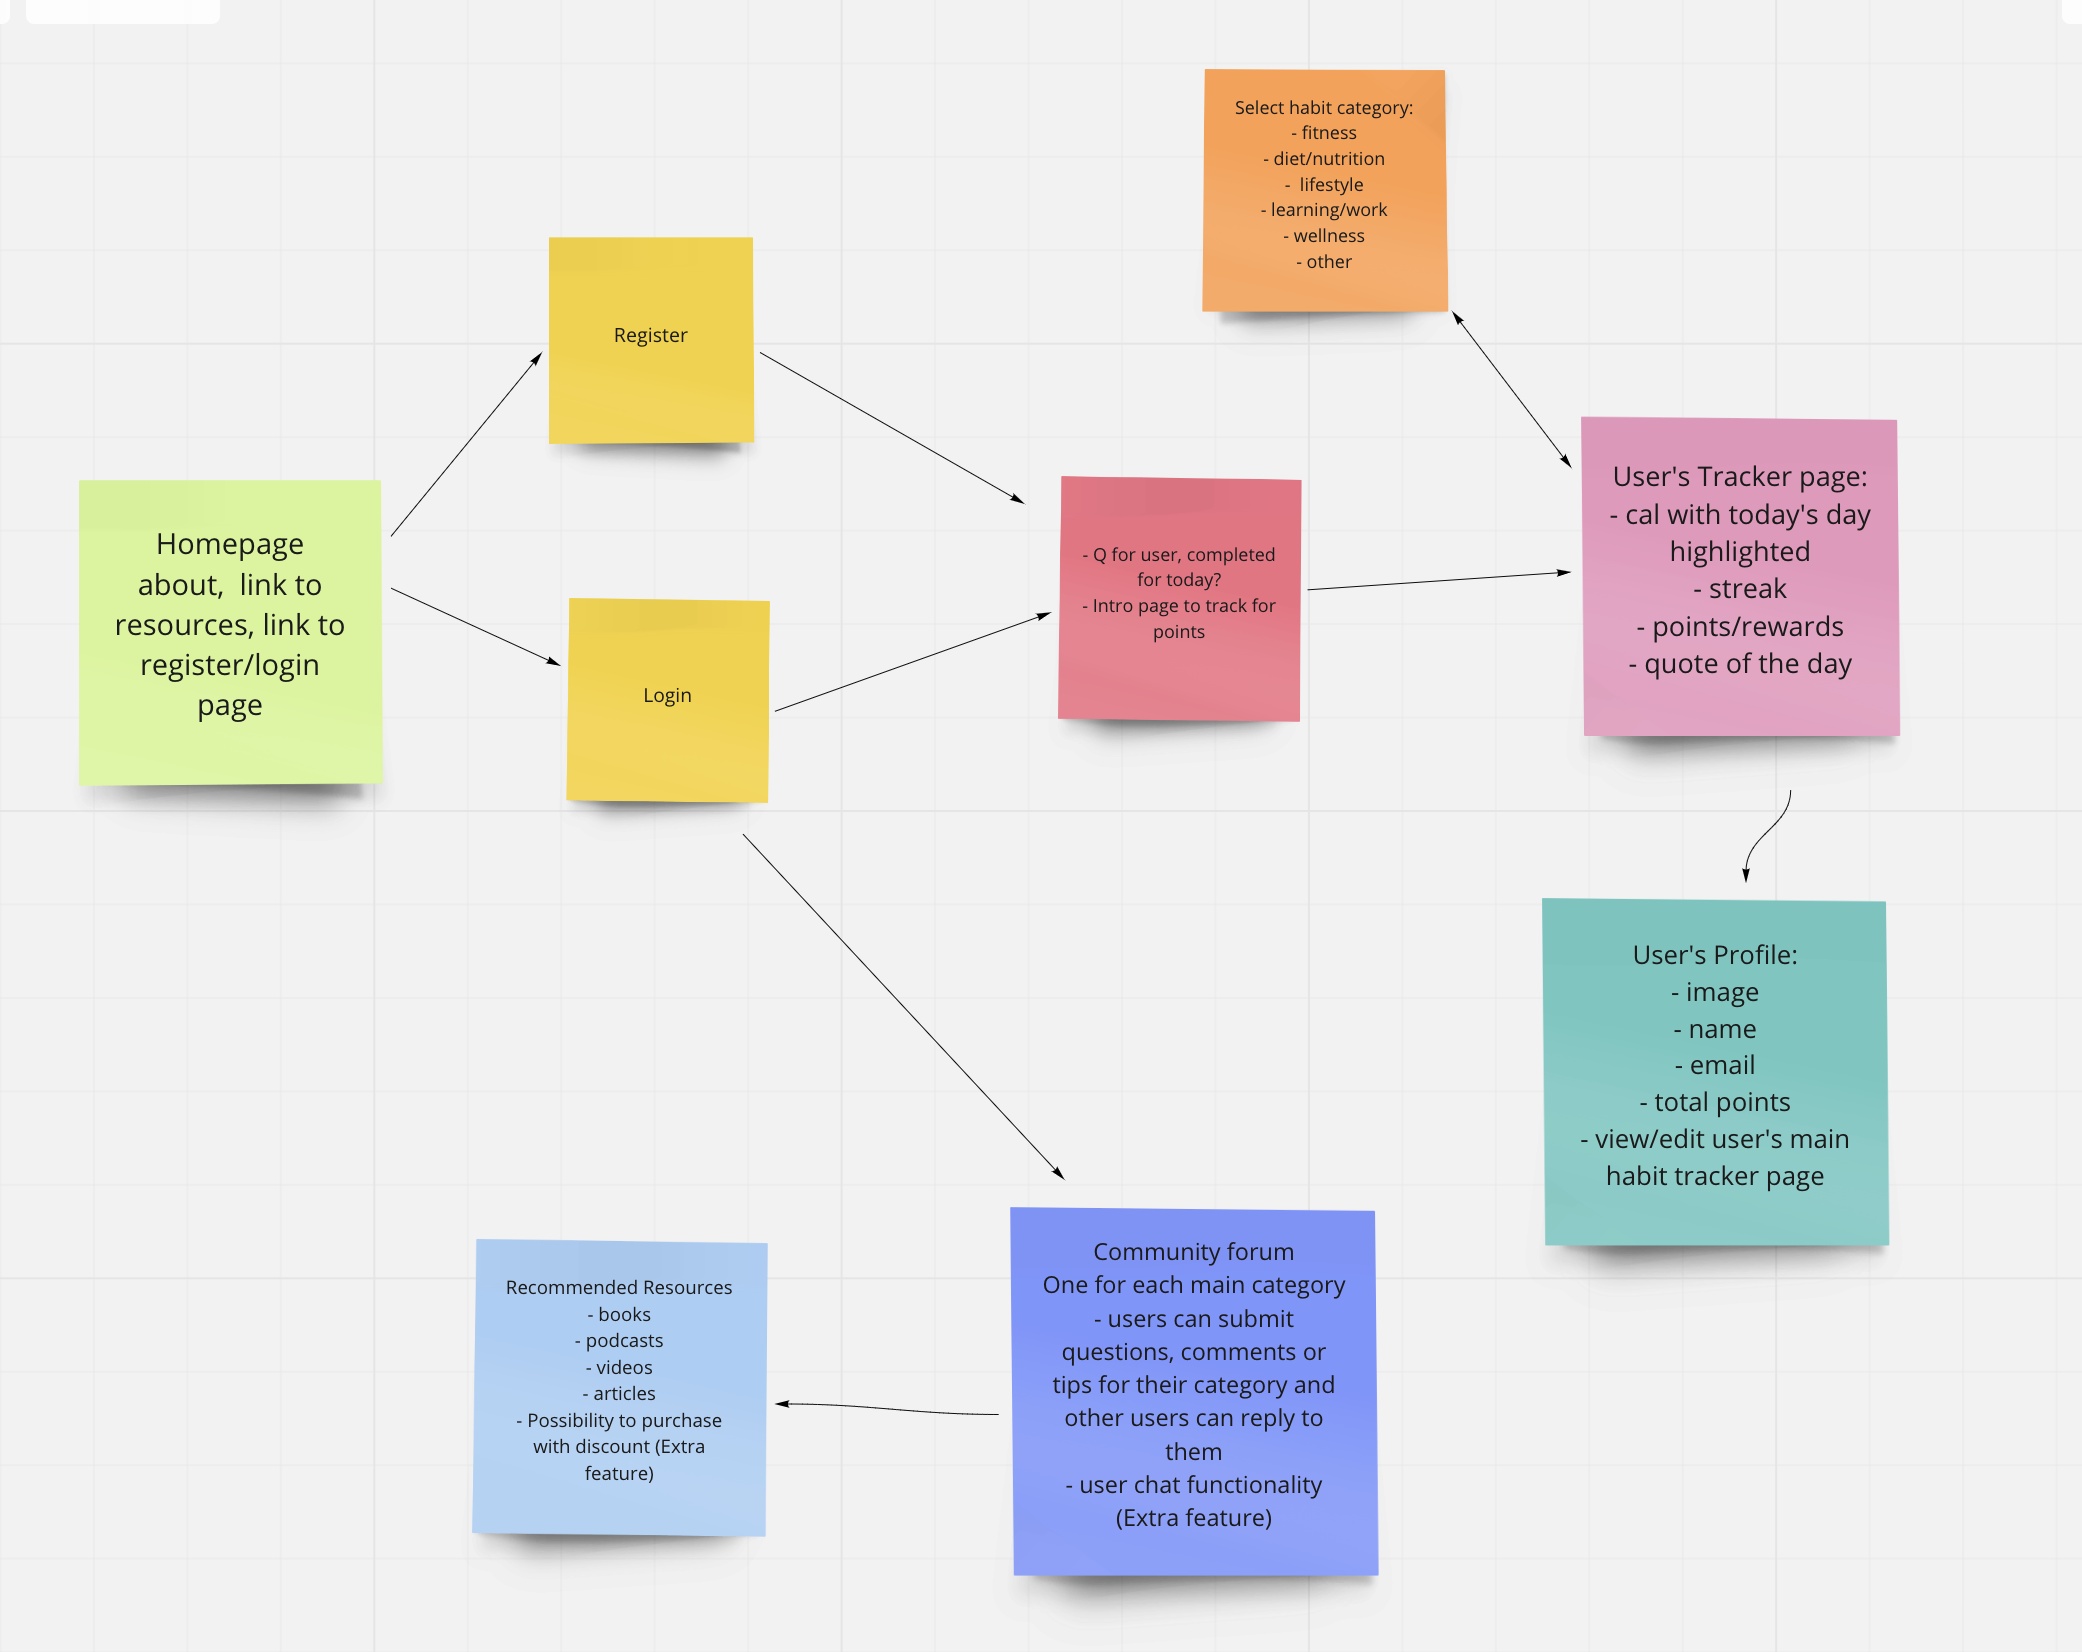 Select habit category:
- fitness
- diet/nutrition
-  lifestyle
- learning/work
- wellness
- other
Register
Homepage
about,  link to
resources, link to
register/login
page
Login
- Q for user, completed
for today?
- Intro page to track for
points
User's Tracker page:
- cal with today's day
highlighted
- streak
- points/rewards
- quote of the day
User's Profile:
- image
- name
- email
- total points
- view/edit user's main
habit tracker page
Recommended Resources
- books
- podcasts
- videos
- articles
- Possibility to purchase
with discount (Extra
feature)
Community forum
One for each main category
- users can submit
questions, comments or
tips for their category and
other users can reply to
them
- user chat functionality
(Extra feature)